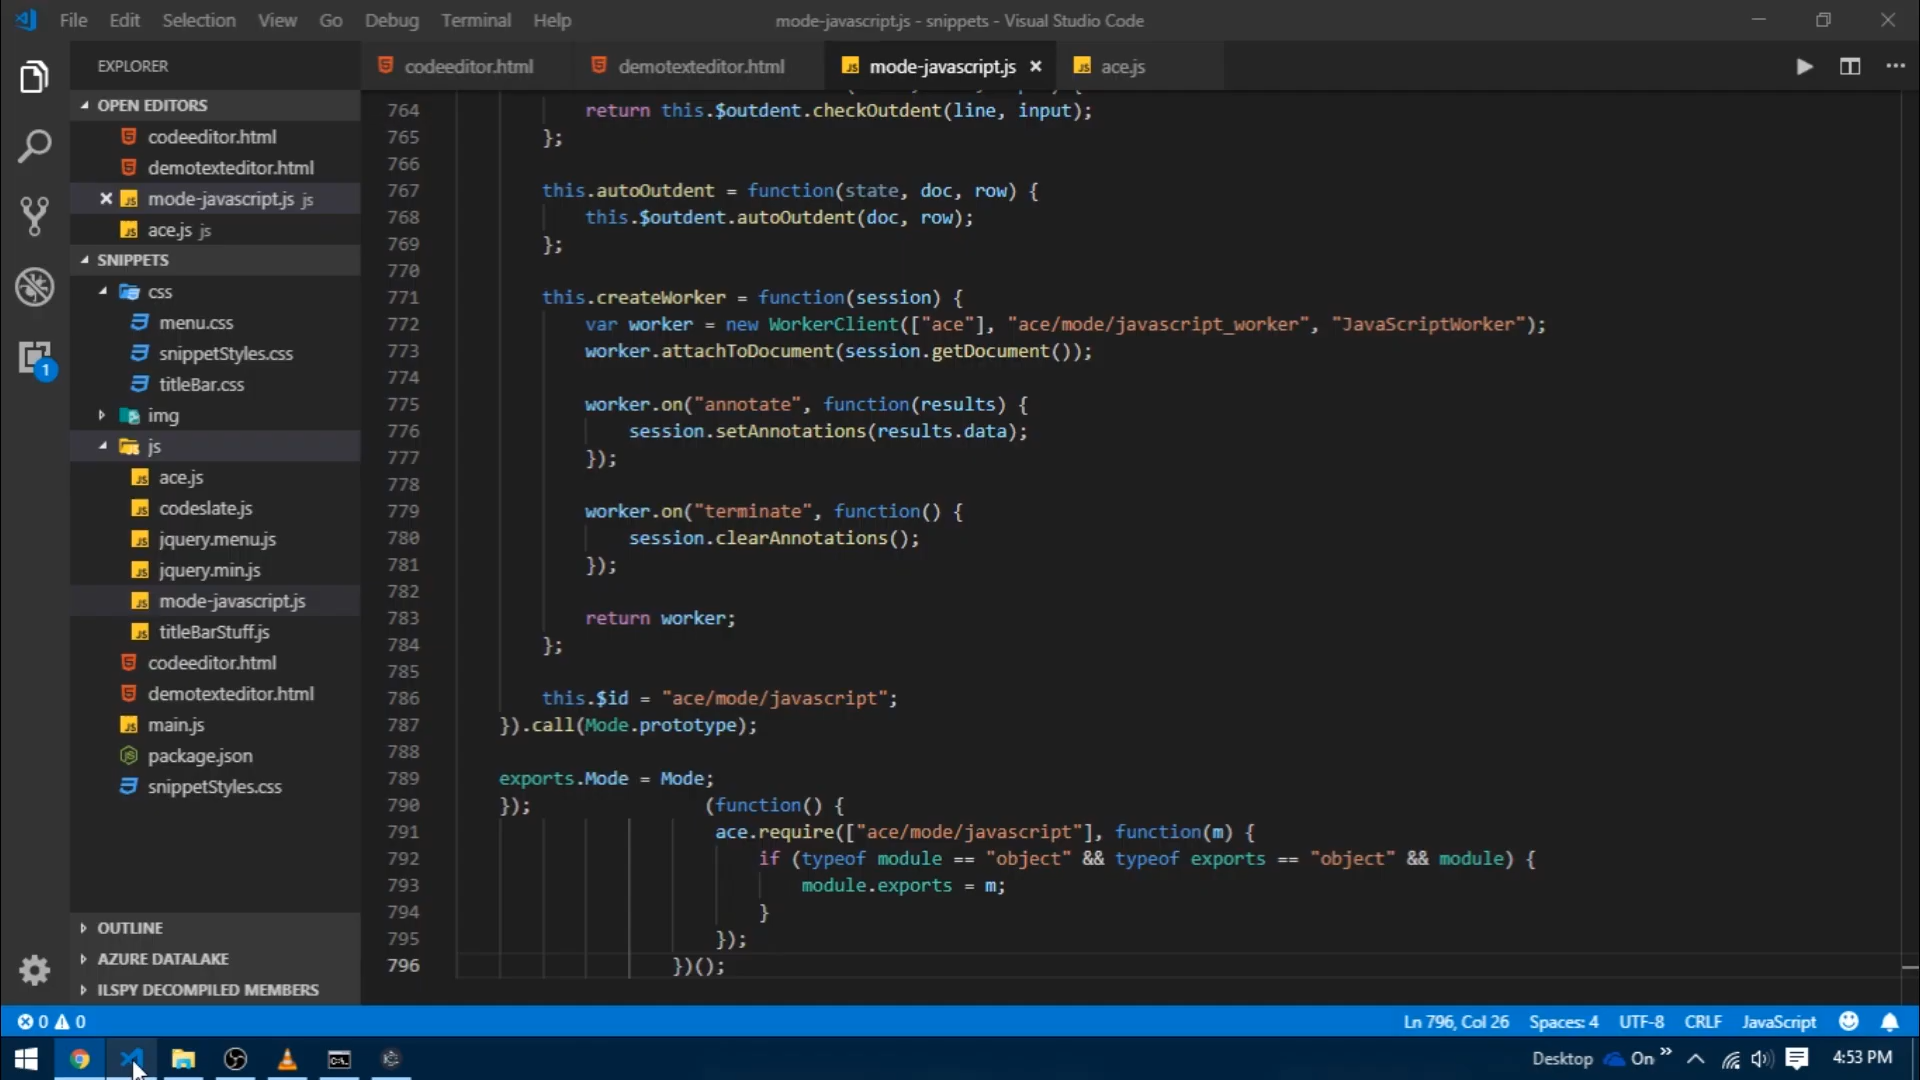 File Edit Selection View Go Debug Terminal Help
mode-javascript.js - snippets - Visual Studio Code
EXPLORER
OPEN EDITORS
codeeditor.html
demotexteditor.html
mode-javascript.js js
ace.js js
SNIPPETS
css
menu.css
snippetStyles.css
titleBar.css
img
js
ace.js
codeslate.js
jquery.menu.js
jquery.min.js
mode-javascript.js
titleBarStuff.js
codeeditor.html
demotexteditor.html
main.js
package.json
snippetStyles.css
OUTLINE
AZURE DATALAKE
ILSPY DECOMPILED MEMBERS
1
codeeditor.html demotexteditor.html mode-javascript.js ace.js
764 return this.$outdent.checkOutdent(line, input);
765 };
766
767 this.autoOutdent = function(state, doc, row) {
768 this.$outdent.autoOutdent(doc, row);
769 };
770
771 this.createWorker = function(session) {
772 var worker = new WorkerClient(["ace"], "ace/mode/javascript_worker", "JavaScriptWorker");
773 worker.attachToDocument(session.getDocument());
774
775 worker.on("annotate", function(results) {
776 session.setAnnotations(results.data);
777 });
778
779 worker.on("terminate", function() {
780 session.clearAnnotations();
781 });
782
783 return worker;
784 };
785
786 this.$id = "ace/mode/javascript";
787 }).call(Mode.prototype);
788
789 exports.Mode = Mode;
790 }); (function() {
791 ace.require(["ace/mode/javascript"], function(m) {
792 if (typeof module == "object" && typeof exports == "object" && module) {
793 module.exports = m;
794 }
795 });
796 })();
0 0
Ln 796, Col 26 Spaces: 4 UTF-8 CRLF JavaScript
Desktop On 4:53 PM